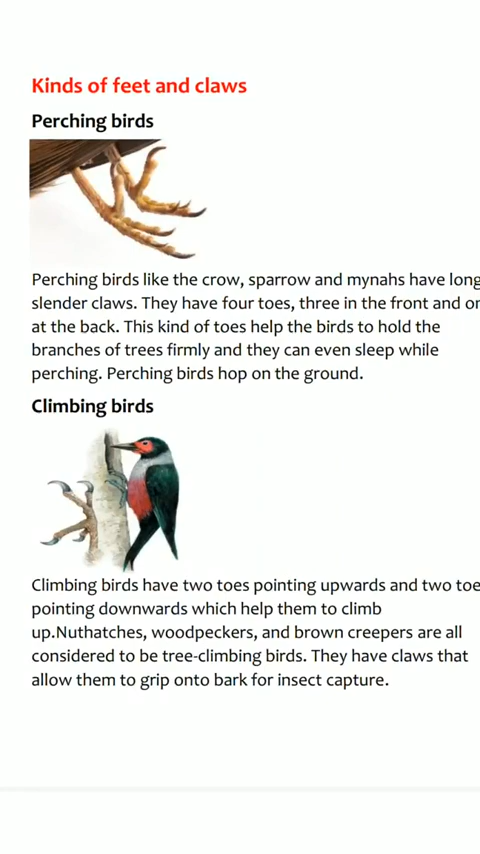 Kinds of feet and claws
Perching birds
Perching birds like the crow, sparrow and mynahs have long
slender claws. They have four toes, three in the front and
at the back. This kind of toes help the birds to hold the
branches of trees firmly and they can even sleep while
perching. Perching birds hop on the ground.
Climbing birds
Climbing birds have two toes pointing upwards and two
pointing downwards which help them to climb
up.Nuthatches, woodpeckers, and brown creepers are all
considered to be tree-climbing birds. They have claws that
allow them to grip onto bark for insect capture.